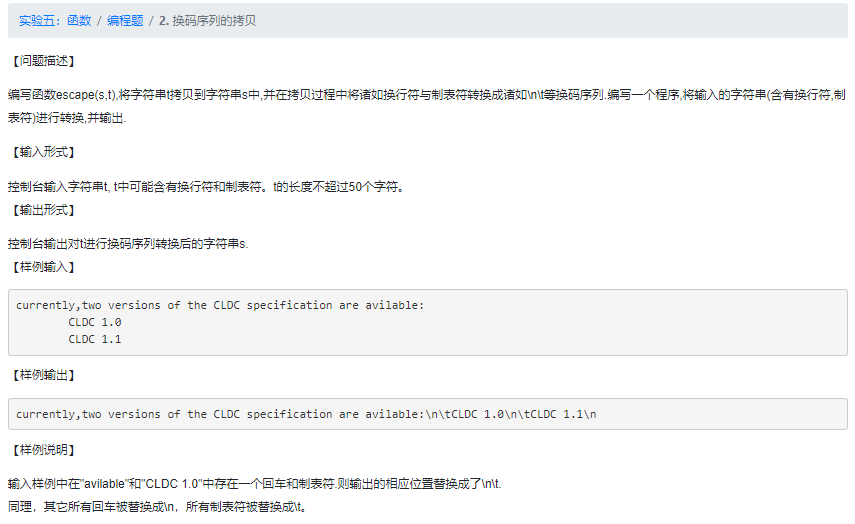 实验五：函数 / 编程题 / 2. 换码序列的拷贝
【问题描述】
编写函数escape(s,t),将字符串t拷贝到字符串s中,并在拷贝过程中将诸如换行符与制表符转换成诸如\n\t等换码序列.编写一个程序,将输入的字符串(含有换行符,制
表符)进行转换,并输出.
【输入形式】
控制台输入字符串t, t中可能含有换行符和制表符。t的长度不超过50个字符。
【输出形式】
控制台输出对t进行换码序列转换后的字符串s.
【样例输入】
currently,two versions of the CLDC specification are avilable:
        CLDC 1.0
        CLDC 1.1
【样例输出】
currently,two versions of the CLDC specification are avilable:\n\tCLDC 1.0\n\tCLDC 1.1\n
【样例说明】
输入样例中在"avilable"和"CLDC 1.0"中存在一个回车和制表符.则输出的相应位置替换成了\n\t.
同理，其它所有回车被替换成\n，所有制表符被替换成\t。